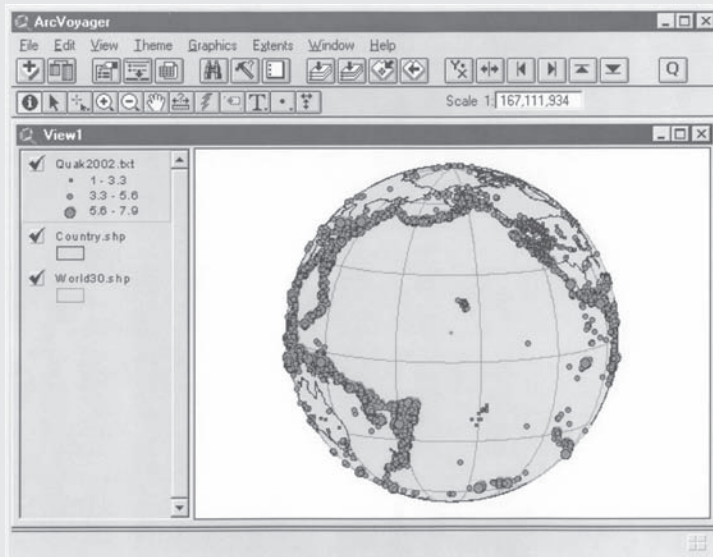 ArcVoyager
File Edit View Theme Graphics Extents Window Help
Q
T
Scale 1: 167,111,934
View1
Quak2002.txt
1 - 3.3
3.3 - 5.6
5.6 - 7.9
Country.shp
World30.shp